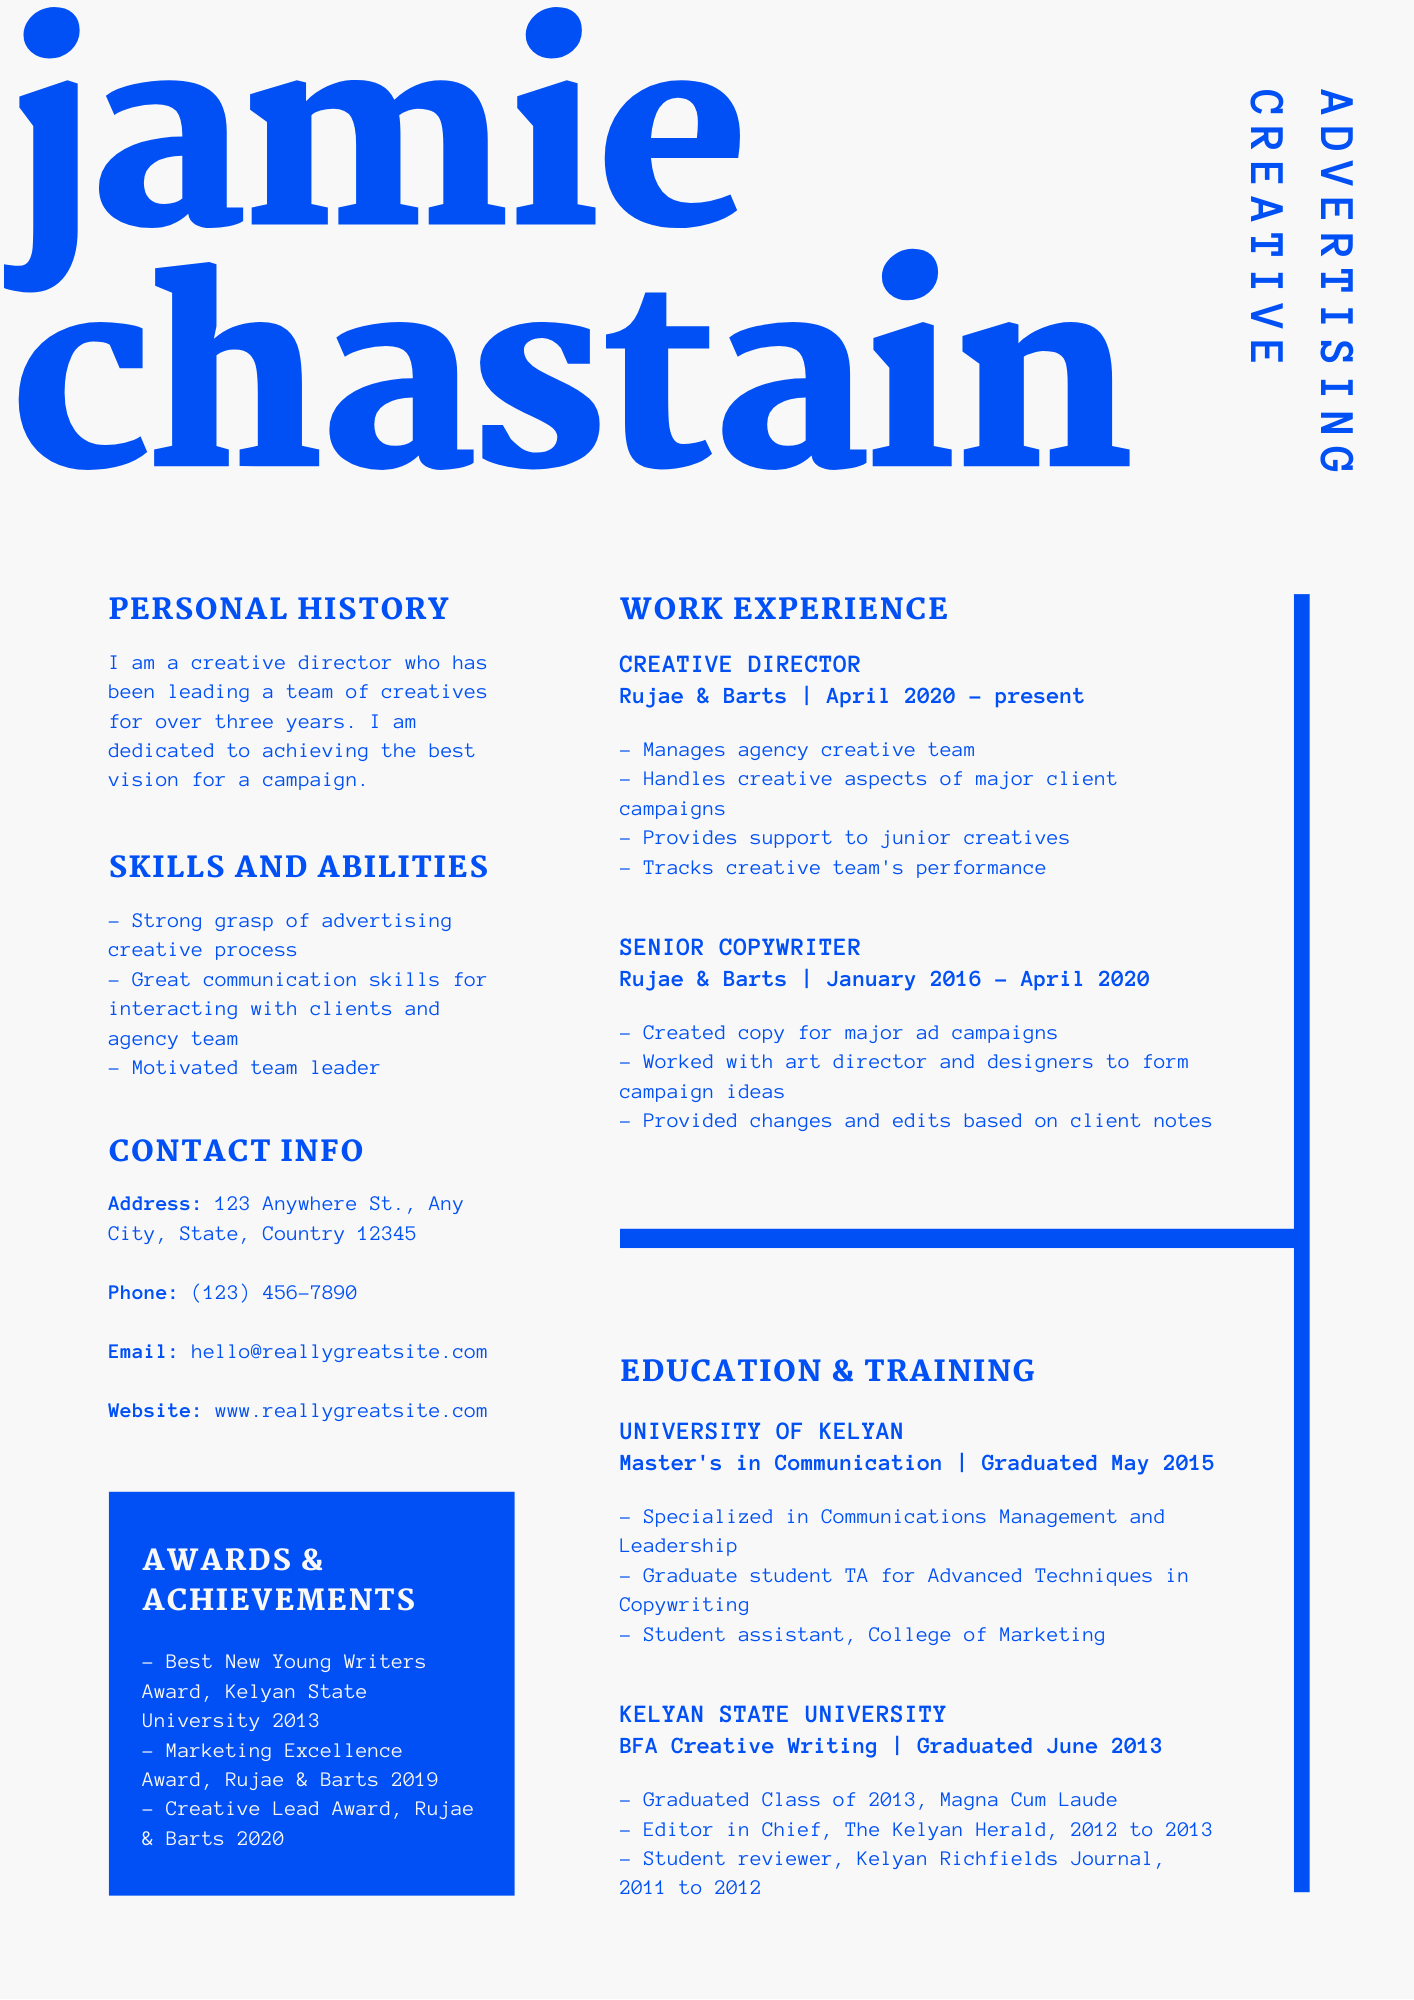 jamie
chastain
ADVERTISING
CREATIVE
PERSONAL HISTORY
I am a creative director who has
been leading a team of creatives
for over three years. I am
dedicated to achieving the best
vision for a campaign.
SKILLS AND ABILITIES
- Strong grasp of advertising
creative process
- Great communication skills for
interacting with clients and
agency team
- Motivated team leader
CONTACT INFO
Address: 123 Anywhere St., Any
City, State, Country 12345
Phone: (123) 456-7890
Email: hello@reallygreatsite.com
Website: www.reallygreatsite.com
AWARDS &
ACHIEVEMENTS
- Best New Young Writers
Award, Kelyan State
University 2013
- Marketing Excellence
Award, Rujae & Barts 2019
- Creative Lead Award, Rujae
& Barts 2020
WORK EXPERIENCE
CREATIVE DIRECTOR
Rujae & Barts | April 2020 - present
- Manages agency creative team
- Handles creative aspects of major client
campaigns
- Provides support to junior creatives
- Tracks creative team's performance
SENIOR COPYWRITER
Rujae & Barts | January 2016 - April 2020
- Created copy for major ad campaigns
- Worked with art director and designers to form
campaign ideas
- Provided changes and edits based on client notes
EDUCATION & TRAINING
UNIVERSITY OF KELYAN
Master's in Communication | Graduated May 2015
- Specialized in Communications Management and
Leadership
- Graduate student TA for Advanced Techniques in
Copywriting
- Student assistant, College of Marketing
KELYAN STATE UNIVERSITY
BFA Creative Writing | Graduated June 2013
- Graduated Class of 2013, Magna Cum Laude
- Editor in Chief, The Kelyan Herald, 2012 to 2013
- Student reviewer, Kelyan Richfields Journal,
2011 to 2012